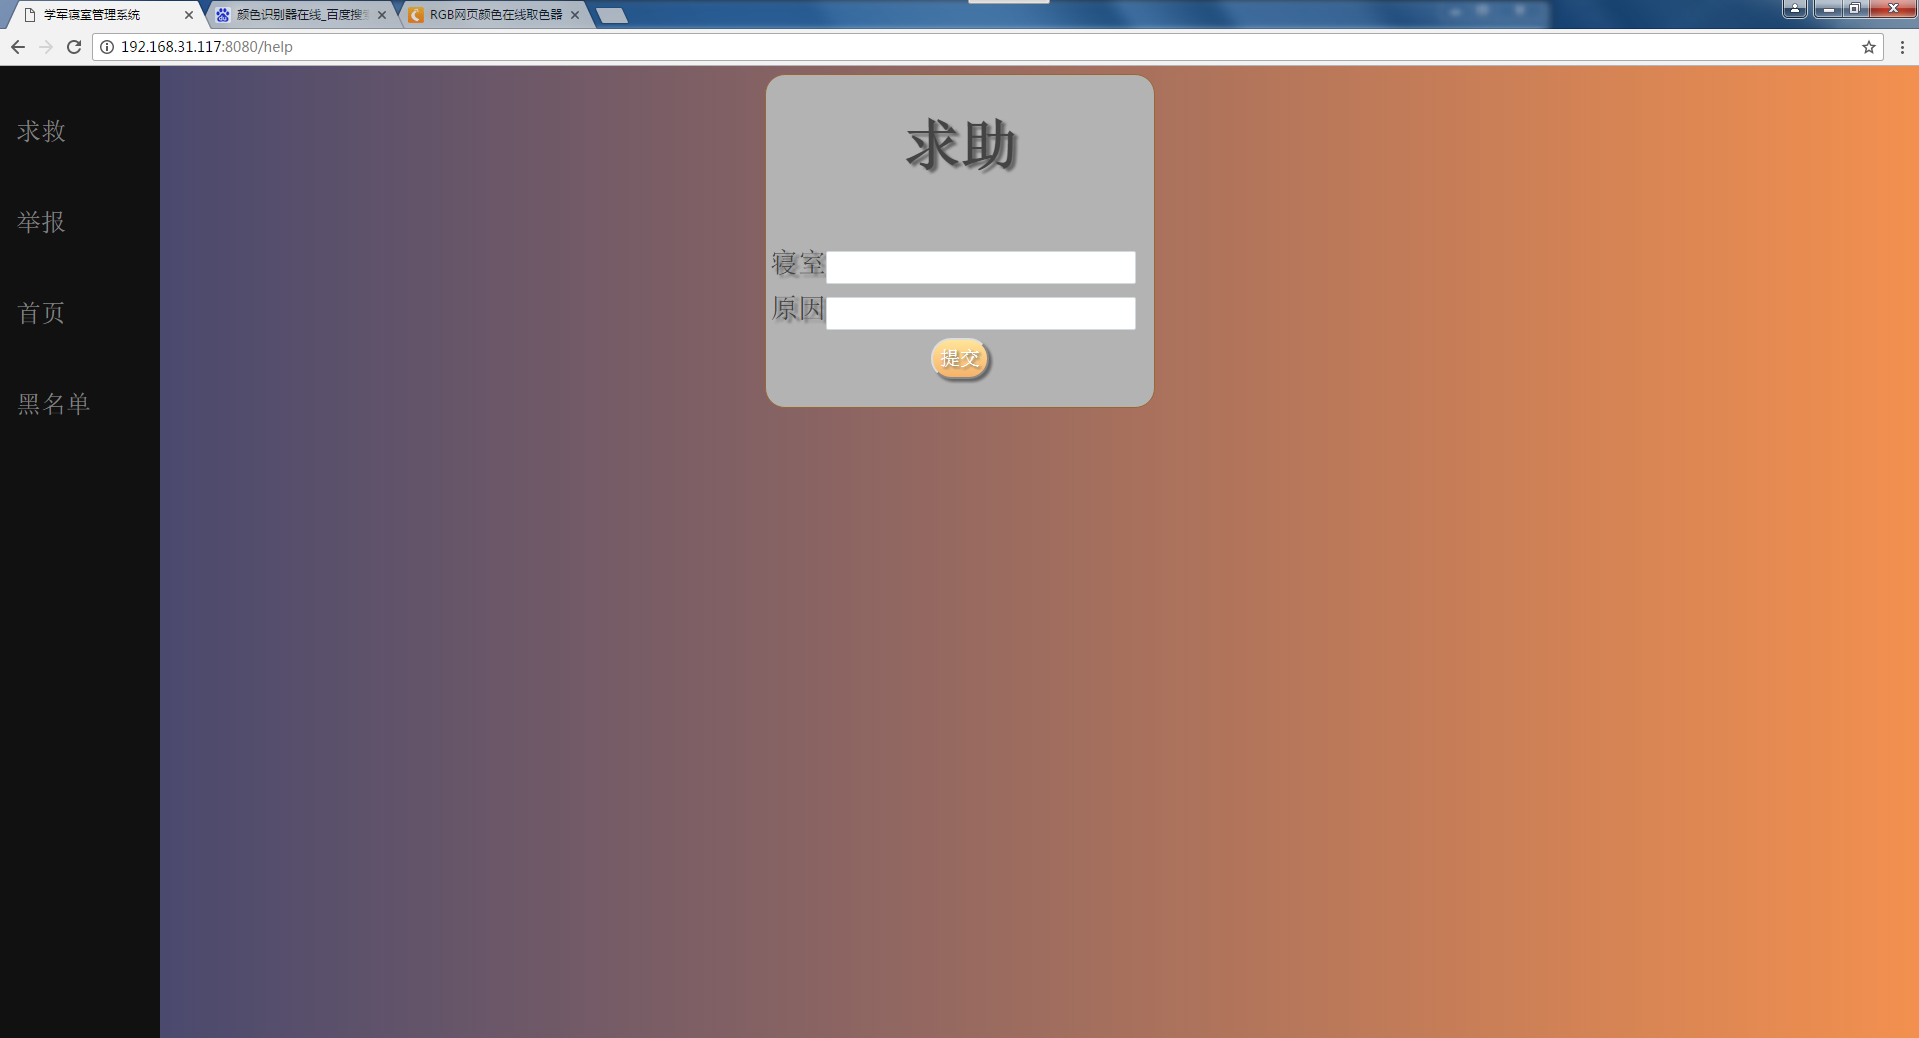 学军寝室管理系统
颜色识别器在线_百度搜
RGB网页颜色在线取色器
192.168.31.117:8080/help
求救
举报
首页
黑名单
求助
寝室
原因
提交